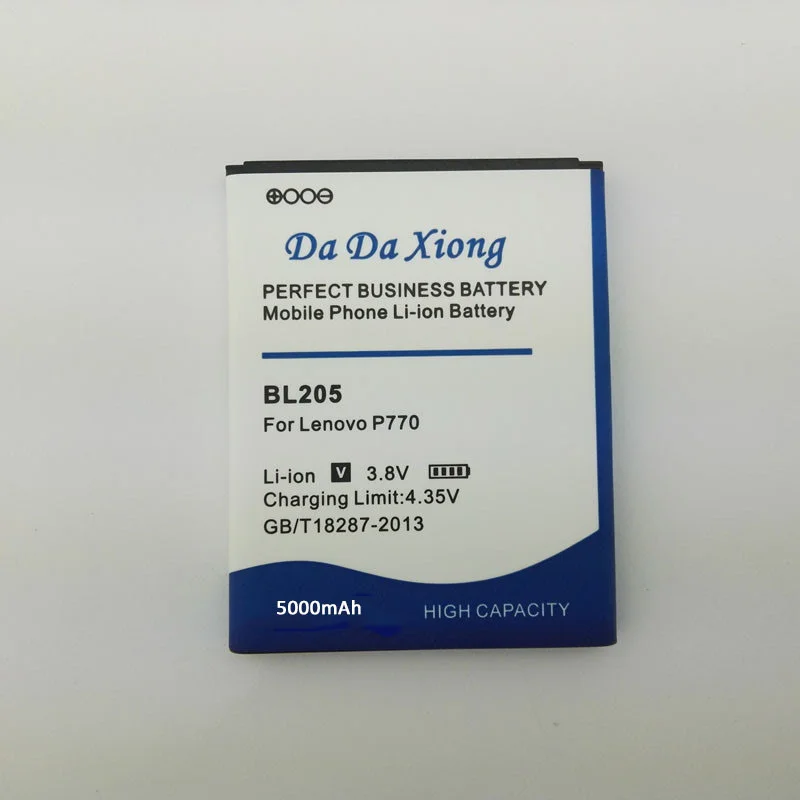 Da Da Xiong
PERFECT BUSINESS BATTERY
Mobile Phone Li-ion Battery
BL205
For Lenovo P770
Li-ion V 3.8V
Charging Limit:4.35V
GB/T18287-2013
5000mAh
HIGH CAPACITY